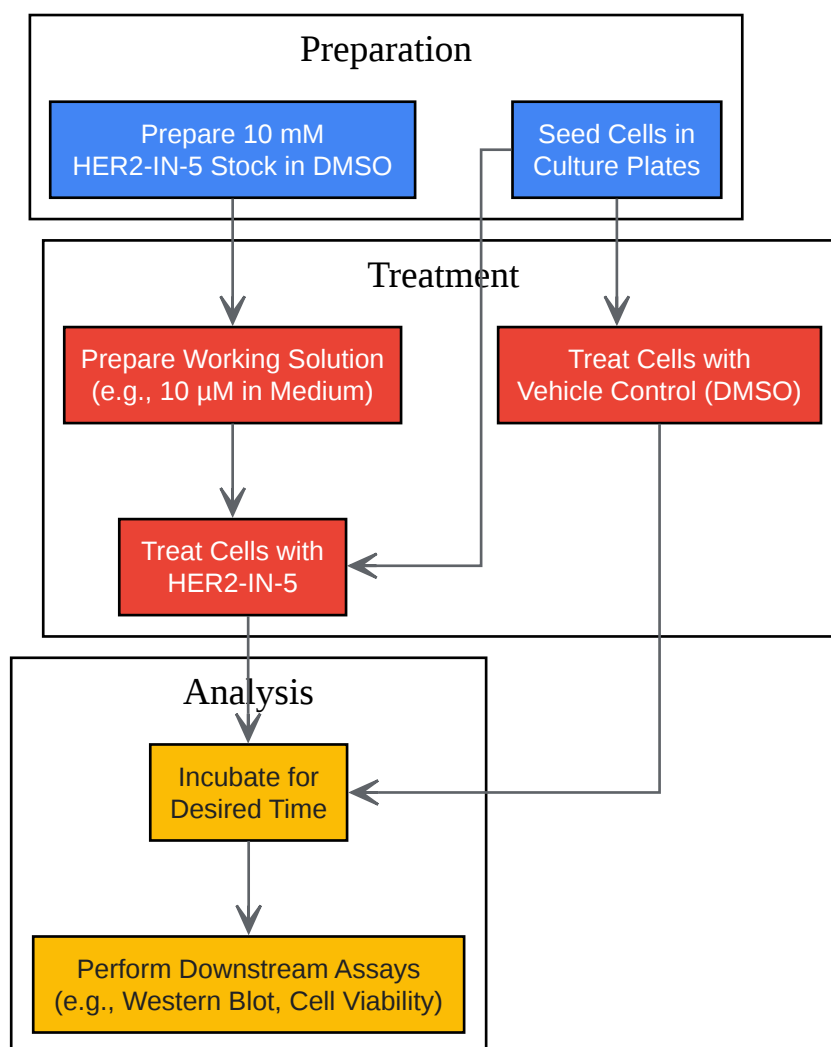 Preparation
Prepare 10 mM
HER2-IN-5 Stock in DMSO
Seed Cells in
Culture Plates
Treatment
Prepare Working Solution
(e.g., 10 µM in Medium)
Treat Cells with
Vehicle Control (DMSO)
Treat Cells with
HER2-IN-5
Analysis
Incubate for
Desired Time
Perform Downstream Assays
(e.g., Western Blot, Cell Viability)